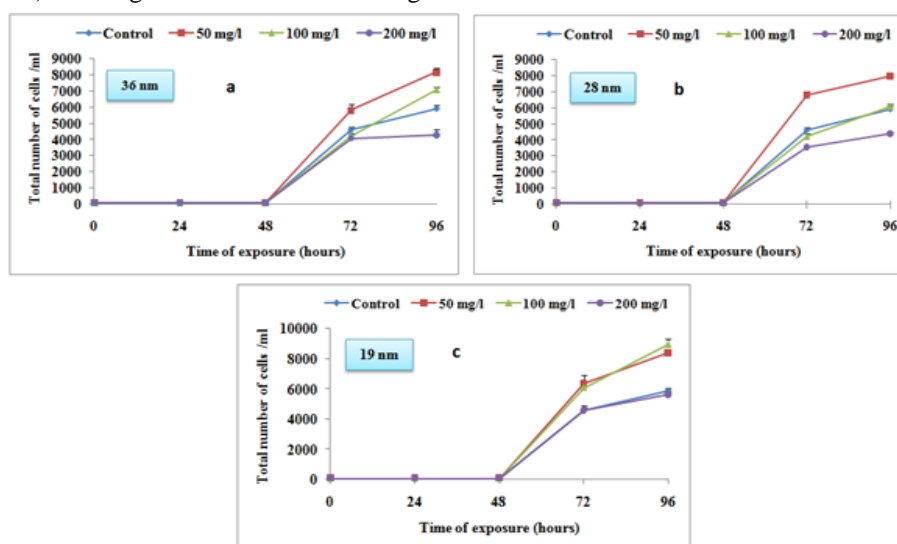 Control 50 mg/l 100 mg/l 200 mg/l
36 nm a
Total number of cells /ml
9000
8000
7000
6000
5000
4000
3000
2000
1000
0
0 24 48 72 96
Time of exposure (hours)
Control 50 mg/l 100 mg/l 200 mg/l
28 nm b
Total number of cells /ml
9000
8000
7000
6000
5000
4000
3000
2000
1000
0
0 24 48 72 96
Time of exposure (hours)
Control 50 mg/l 100 mg/l 200 mg/l
19 nm c
Total number of cells /ml
10000
8000
6000
4000
2000
0
0 24 48 72 96
Time of exposure (hours)